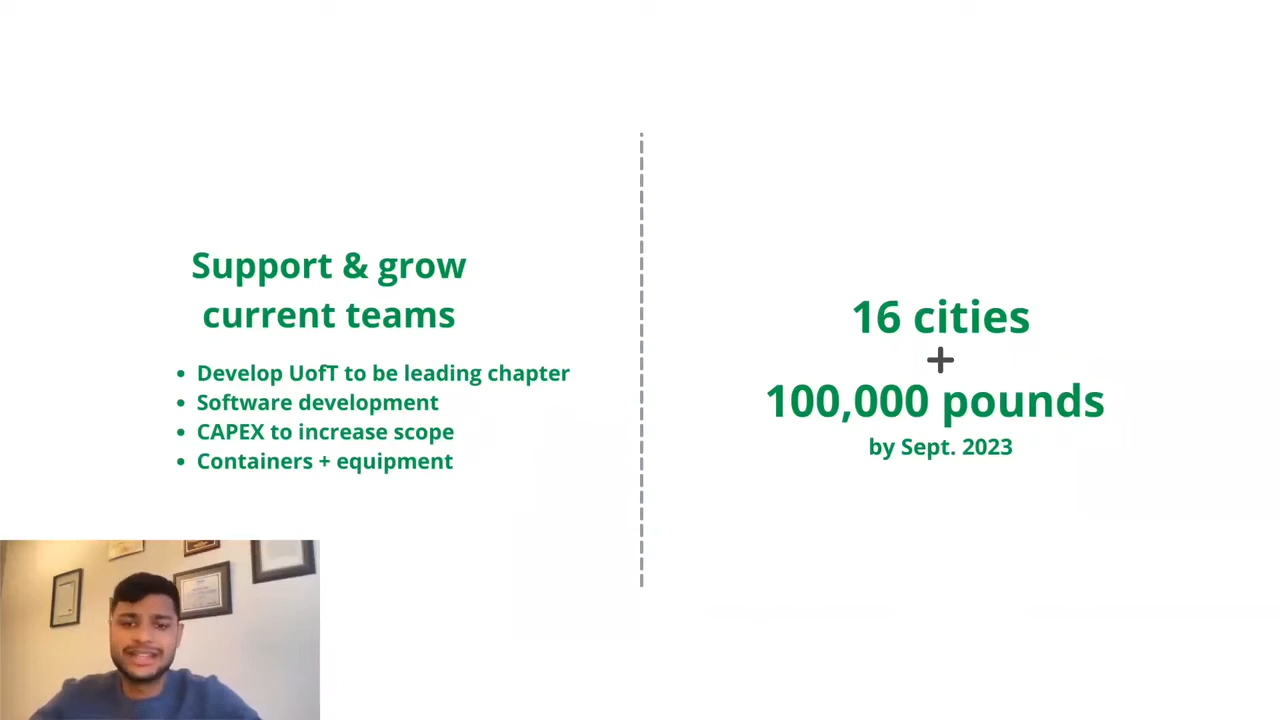 Support & grow
current teams
• Develop UofT to be leading chapter
• Software development
• CAPEX to increase scope
• Containers + equipment
16 cities
+
100,000 pounds
by Sept. 2023